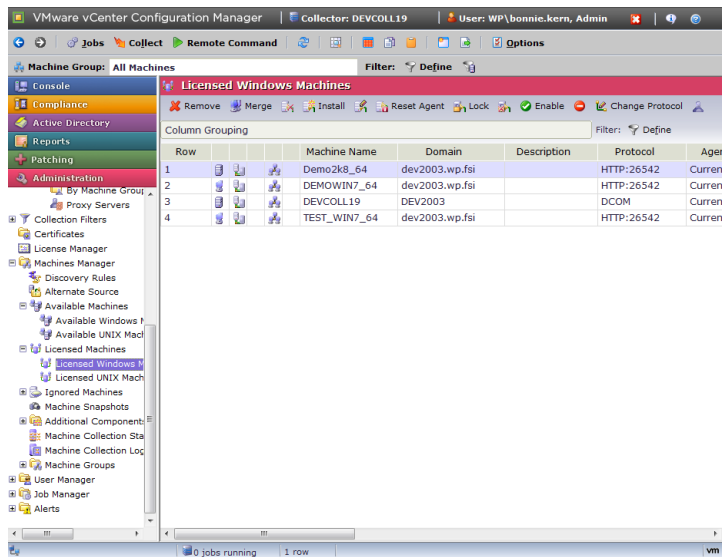 VMware vCenter Configuration Manager Collector: DEVCOLL19 User: WP\bonnie.kern, Admin
Jobs Collect Remote Command Options
Machine Group: All Machines Filter: Define
Console
Compliance
Active Directory
Reports
Patching
Administration
By Machine Group
Proxy Servers
Collection Filters
Certificates
License Manager
Machines Manager
Discovery Rules
Alternate Source
Available Machines
Available Windows M
Available UNIX Mach
Licensed Machines
Licensed Windows M
Licensed UNIX Mach
Ignored Machines
Machine Snapshots
Additional Component
Machine Collection Sta
Machine Collection Log
Machine Groups
User Manager
Job Manager
Alerts
Licensed Windows Machines
Remove Merge Install Reset Agent Lock Enable Change Protocol
Column Grouping Filter: Define
Row Machine Name Domain Description Protocol Ager
1 Demo2k8_64 dev2003.wp.fsi HTTP:26542 Curren
2 DEMOWIN7_64 dev2003.wp.fsi HTTP:26542 Curren
3 DEVCOLL19 DEV2003 DCOM Curren
4 TEST_WIN7_64 dev2003.wp.fsi HTTP:26542 Curren
0 jobs running 1 row vm